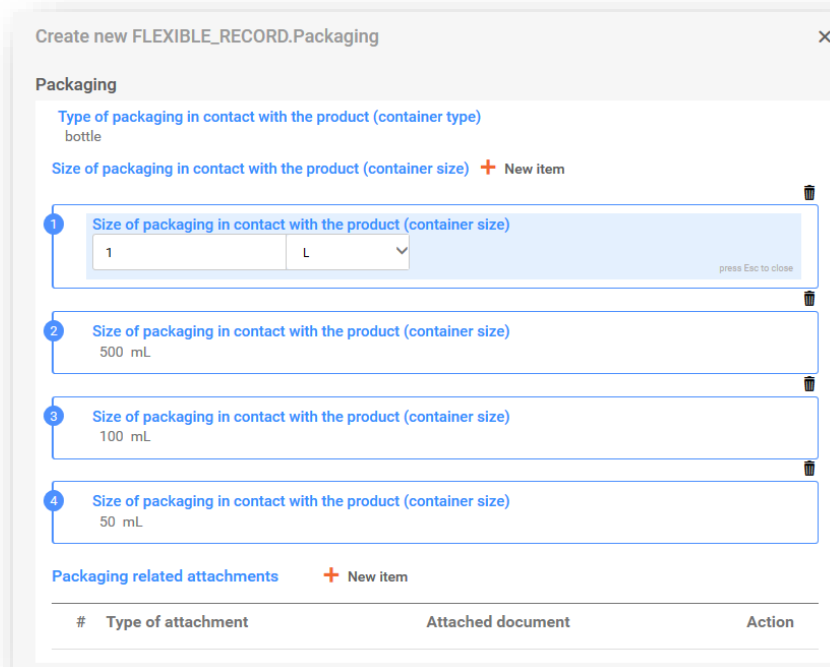 Create new FLEXIBLE_RECORD.Packaging
Packaging
Type of packaging in contact with the product (container type)
bottle
Size of packaging in contact with the product (container size) + New item
1
Size of packaging in contact with the product (container size)
1 L
press Esc to close
2
Size of packaging in contact with the product (container size)
500 mL
3
Size of packaging in contact with the product (container size)
100 mL
4
Size of packaging in contact with the product (container size)
50 mL
Packaging related attachments + New item
# Type of attachment Attached document Action